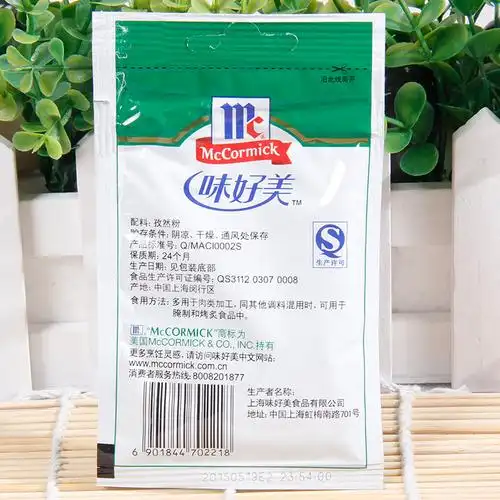 沿此线撕开
mc
McCormick
味好美™
配料: 孜然粉
贮存条件: 阴凉、干燥、通风处保存
产品标准号: Q/MACI0002S
保质期: 24个月
生产日期: 见包装底部
食品生产许可证编号: QS3112 0307 0008
产地: 中国上海闵行区
QS
生产许可
食用方法: 多用于肉类加工, 同其他调料混用时, 可用于
腌制和烤炙食品中。
"McCORMICK"商标为
美国McCORMICK & CO., INC.持有
更多烹饪灵感, 请访问味好美中文网站:
www.mccormick.com.cn
消费者服务热线: 8008201877
生产者名称:
上海味好美食品有限公司
地址: 中国上海虹梅南路701号
6 901844 702218
23:54:00